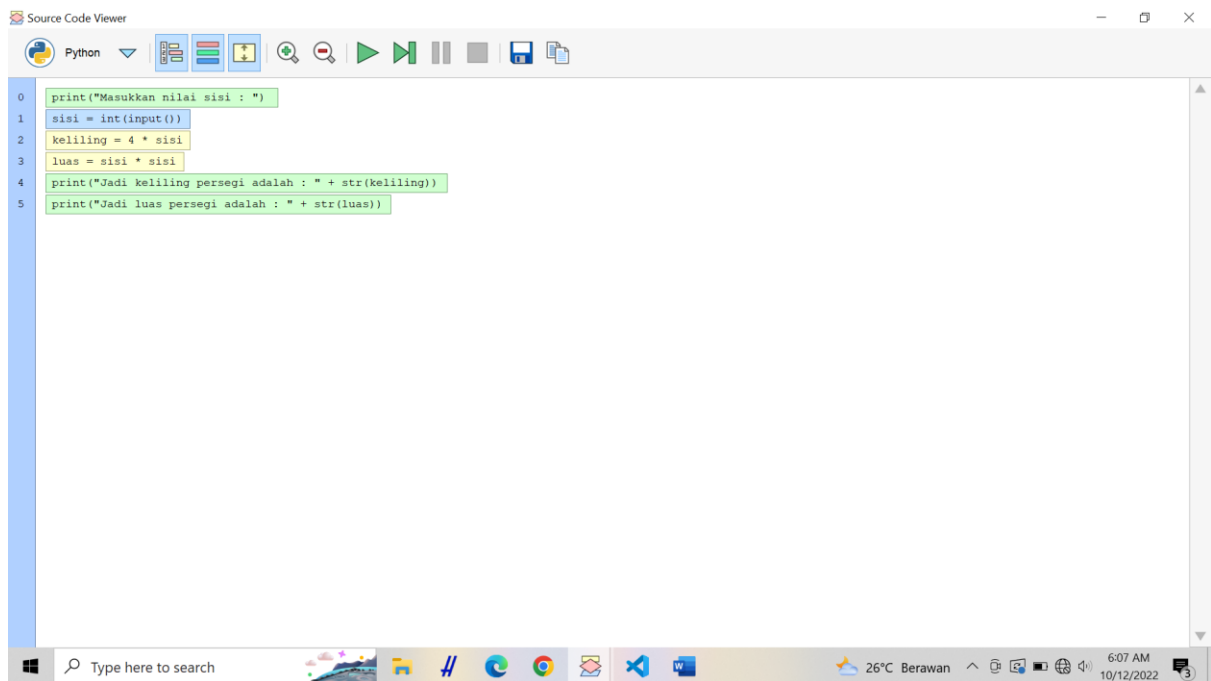 Source Code Viewer
Python
0 print("Masukkan nilai sisi : ")
1 sisi = int(input())
2 keliling = 4 * sisi
3 luas = sisi * sisi
4 print("Jadi keliling persegi adalah : " + str(keliling))
5 print("Jadi luas persegi adalah : " + str(luas))
Type here to search
26°C Berawan
6:07 AM
10/12/2022
3